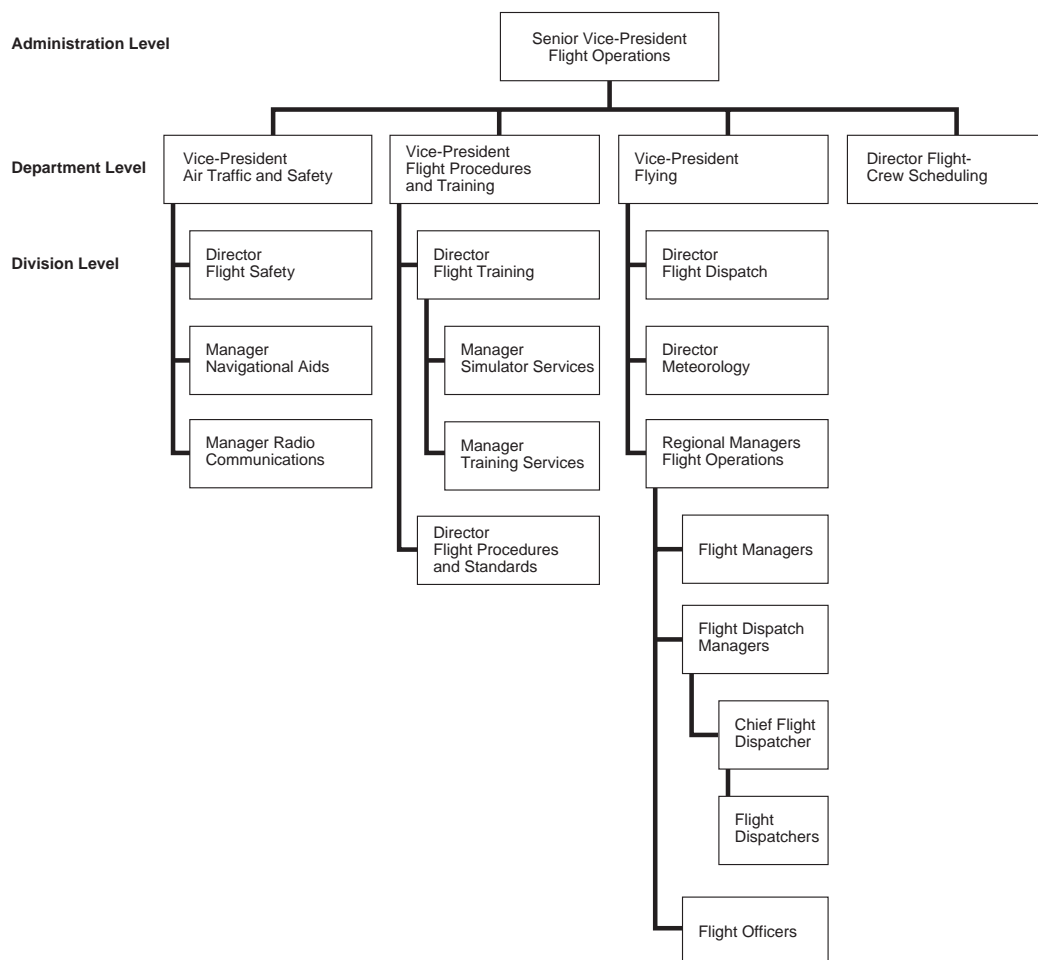 Administration Level
Senior Vice-President
Flight Operations
Department Level
Vice-President
Air Traffic and Safety
Vice-President
Flight Procedures
and Training
Vice-President
Flying
Director Flight-
Crew Scheduling
Division Level
Director
Flight Safety
Director
Flight Training
Director
Flight Dispatch
Manager
Navigational Aids
Manager
Simulator Services
Director
Meteorology
Manager Radio
Communications
Manager
Training Services
Regional Managers
Flight Operations
Director
Flight Procedures
and Standards
Flight Managers
Flight Dispatch
Managers
Chief Flight
Dispatcher
Flight
Dispatchers
Flight Officers